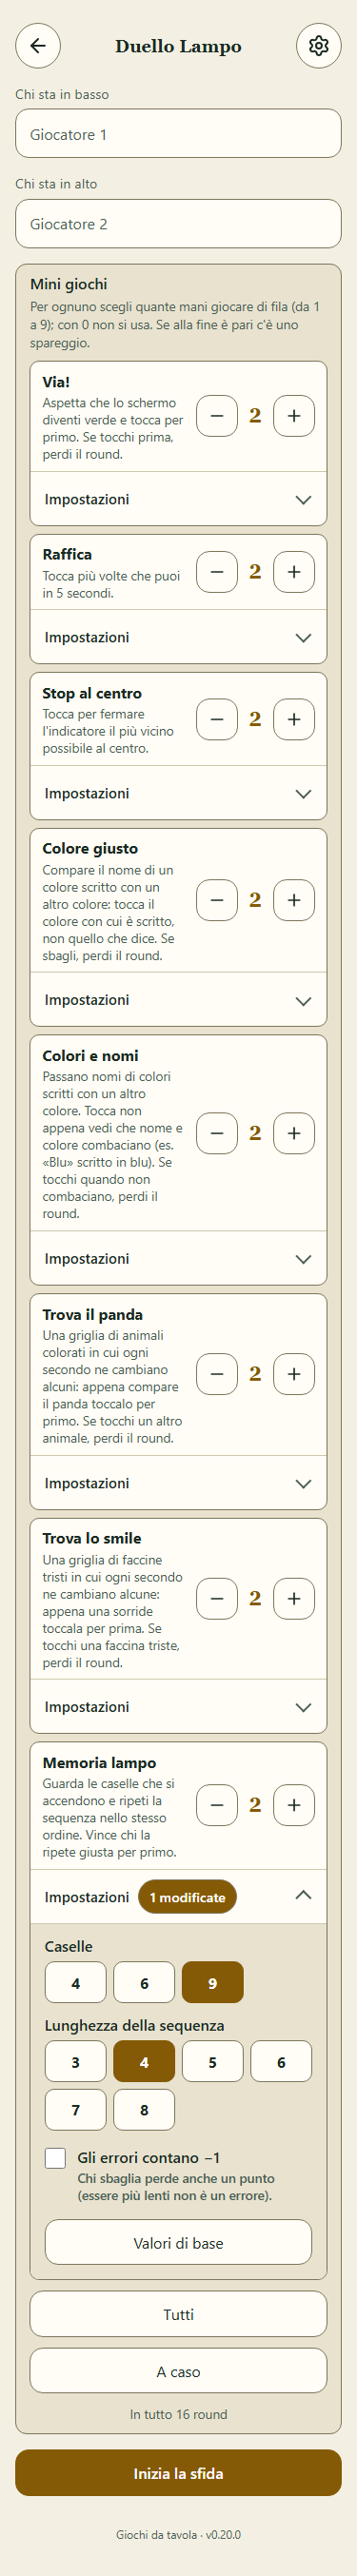 Duello Lampo
Chi sta in basso
Giocatore 1
Chi sta in alto
Giocatore 2
Mini giochi
Per ognuno scegli quante mani giocare di fila (da 1
a 9); con 0 non si usa. Se alla fine è pari c'è uno
spareggio.
Via!
Aspetta che lo schermo
diventi verde e tocca per
primo. Se tocchi prima,
perdi il round.
− 2 +
Impostazioni
Raffica
Tocca più volte che puoi
in 5 secondi.
− 2 +
Impostazioni
Stop al centro
Tocca per fermare
l'indicatore il più vicino
possibile al centro.
− 2 +
Impostazioni
Colore giusto
Compare il nome di un
colore scritto con un
altro colore: tocca il
colore con cui è scritto,
non quello che dice. Se
sbagli, perdi il round.
− 2 +
Impostazioni
Colori e nomi
Passano nomi di colori
scritti con un altro
colore. Tocca non
appena vedi che nome e
colore combaciano (es.
«Blu» scritto in blu). Se
tocchi quando non
combaciano, perdi il
round.
− 2 +
Impostazioni
Trova il panda
Una griglia di animali
colorati in cui ogni
secondo ne cambiano
alcuni: appena compare
il panda toccalo per
primo. Se tocchi un altro
animale, perdi il round.
− 2 +
Impostazioni
Trova lo smile
Una griglia di faccine
tristi in cui ogni secondo
ne cambiano alcune:
appena una sorride
toccala per prima. Se
tocchi una faccina triste,
perdi il round.
− 2 +
Impostazioni
Memoria lampo
Guarda le caselle che si
accendono e ripeti la
sequenza nello stesso
ordine. Vince chi la
ripete giusta per primo.
− 2 +
Impostazioni 1 modificate
Caselle
4 6 9
Lunghezza della sequenza
3 4 5 6
7 8
Gli errori contano −1
Chi sbaglia perde anche un punto
(essere più lenti non è un errore).
Valori di base
Tutti
A caso
In tutto 16 round
Inizia la sfida
Giochi da tavola · v0.20.0